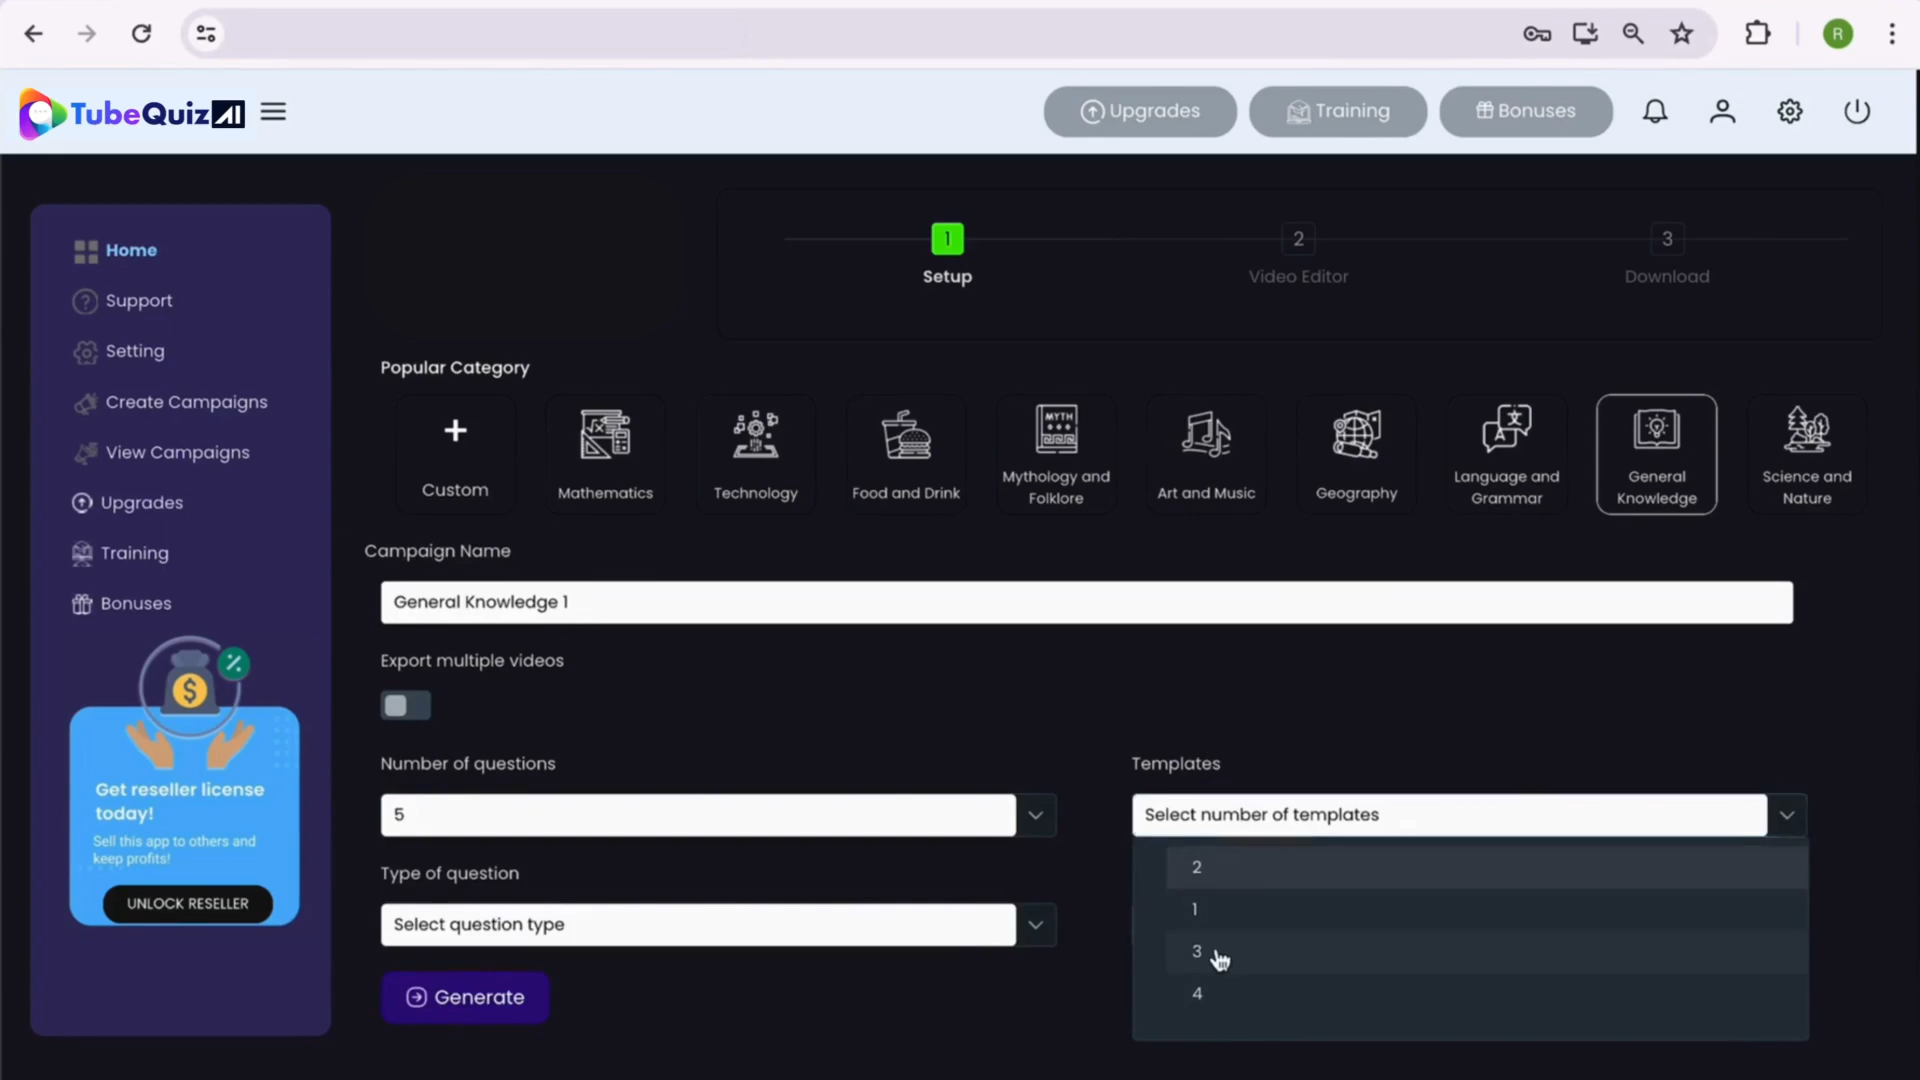 R
TubeQuizAI
Upgrades
Training
Bonuses
Home
Support
Setting
Create Campaigns
View Campaigns
Upgrades
Training
Bonuses
%
$
Get reseller license
today!
Sell this app to others and
keep profits!
UNLOCK RESELLER
1
Setup
2
Video Editor
3
Download
Popular Category
+
Custom
Mathematics
Technology
Food and Drink
MYTH
Mythology and
Folklore
Art and Music
Geography
A 文
Language and
Grammar
General
Knowledge
Science and
Nature
Campaign Name
General Knowledge 1
Export multiple videos
Number of questions
5
Templates
Select number of templates
2
1
3
4
Type of question
Select question type
Generate